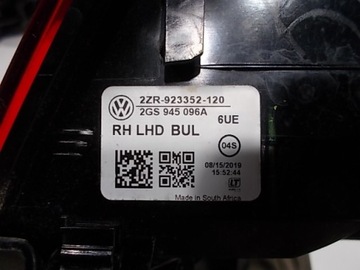 2ZR-923352-120
2GS 945 096A
6UE
RH LHD BUL
04S
08/15/2019
15:52:44
LT
Made in South Africa